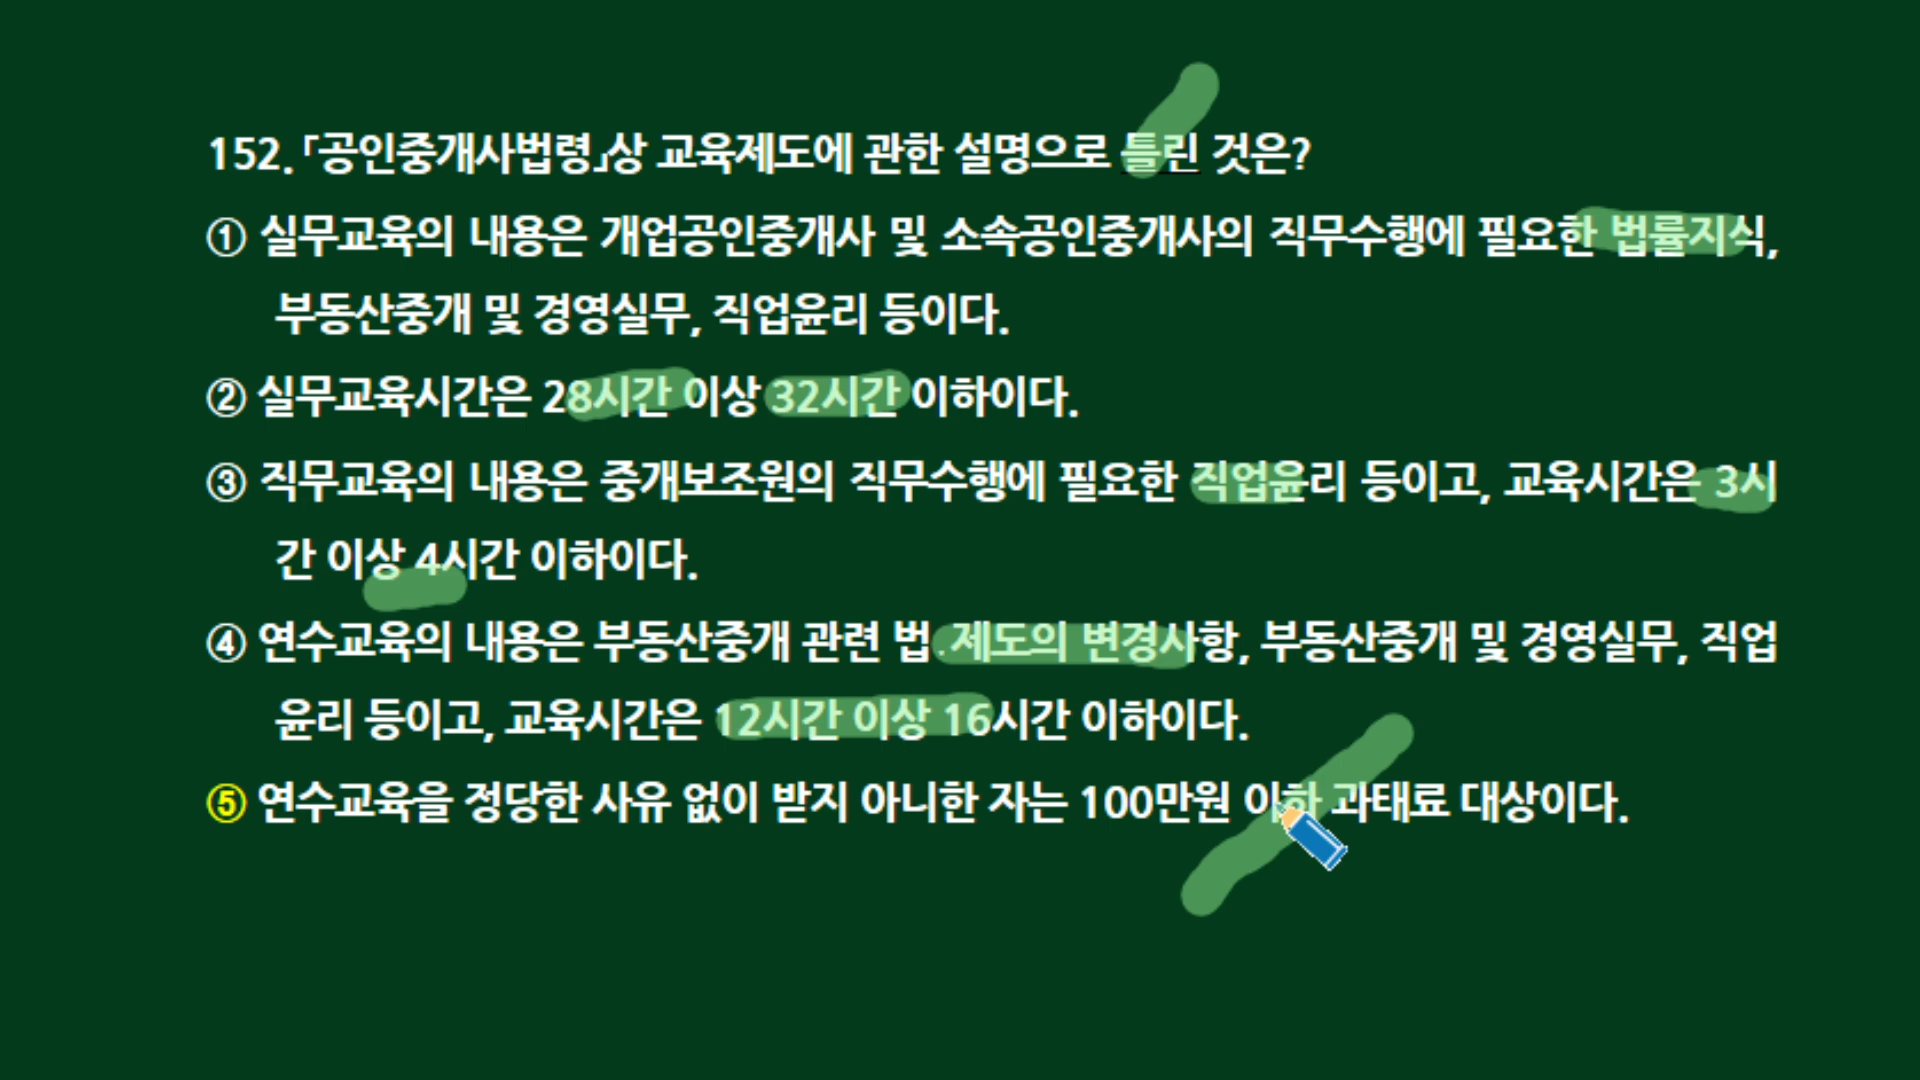 152. 「공인중개사법령」상 교육제도에 관한 설명으로 틀린 것은?
① 실무교육의 내용은 개업공인중개사 및 소속공인중개사의 직무수행에 필요한 법률지식,
부동산중개 및 경영실무, 직업윤리 등이다.
② 실무교육시간은 28시간 이상 32시간 이하이다.
③ 직무교육의 내용은 중개보조원의 직무수행에 필요한 직업윤리 등이고, 교육시간은 3시
간 이상 4시간 이하이다.
④ 연수교육의 내용은 부동산중개 관련 법.제도의 변경사항, 부동산중개 및 경영실무, 직업
윤리 등이고, 교육시간은 12시간 이상 16시간 이하이다.
⑤ 연수교육을 정당한 사유 없이 받지 아니한 자는 100만원 이하 과태료 대상이다.